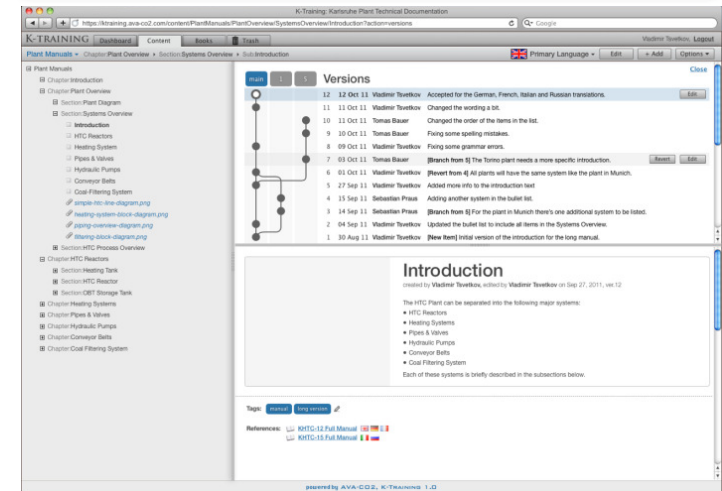 K-Training: Karlsruhe Plant Technical Documentation
https://ktraining.ava-co2.com/content/PlantManuals/PlantOverview/SystemsOverview/Introduction?action=versions
Google
K-TRAINING Dashboard Content Books Trash
Vladimir Tsvetkov, Logout
Plant Manuals Chapter:Plant Overview Section:Systems Overview Sub:Introduction
Primary Language Edit + Add Options
Plant Manuals
Chapter:Introduction
Chapter:Plant Overview
Section:Plant Diagram
Section:Systems Overview
Introduction
HTC Reactors
Heating System
Pipes & Valves
Hydraulic Pumps
Conveyor Belts
Coal-Filtering System
simple-htc-line-diagram.png
heating-system-block-diagram.png
piping-overview-diagram.png
filtering-block-diagram.png
Section:HTC Process Overview
Chapter:HTC Reactors
Section:Heating Tank
Section:HTC Reactor
Section:OBT Storage Tank
Chapter:Heating Systems
Chapter:Pipes & Valves
Chapter:Hydraulic Pumps
Chapter:Conveyor Belts
Chapter:Coal Filtering System
Close
main 1 5 Versions
12 12 Oct 11 Vladimir Tsvetkov Accepted for the German, French, Italian and Russian translations. Edit
11 11 Oct 11 Vladimir Tsvetkov Changed the wording a bit.
10 11 Oct 11 Tomas Bauer Changed the order of the items in the list.
9 10 Oct 11 Tomas Bauer Fixing some spelling mistakes.
8 09 Oct 11 Vladimir Tsvetkov Fixing some grammar errors.
7 03 Oct 11 Tomas Bauer [Branch from 5] The Torino plant needs a more specific introduction. Revert Edit
6 01 Oct 11 Vladimir Tsvetkov [Revert from 4] All plants will have the same system like the plant in Munich.
5 27 Sep 11 Vladimir Tsvetkov Added more info to the introduction text
4 15 Sep 11 Sebastian Praus Adding another system in the bullet list.
3 14 Sep 11 Sebastian Praus [Branch from 5] For the plant in Munich there's one additional system to be listed.
2 04 Sep 11 Vladimir Tsvetkov Updated the bullet list to include all items in the Systems Overview.
1 30 Aug 11 Vladimir Tsvetkov [New Item] Initial version of the introduction for the long manual.
Introduction
created by Vladimir Tsvetkov, edited by Vladimir Tsvetkov on Sep 27, 2011, ver.12
The HTC Plant can be separated into the following major systems:
• HTC Reactors
• Heating Systems
• Pipes & Valves
• Hydraulic Pumps
• Conveyor Belts
• Coal Filtering System
Each of these systems is briefly described in the subsections below.
Tags: manual long version
References: KHTC-12 Full Manual
KHTC-15 Full Manual
powered by AVA-CO2, K-Training 1.0